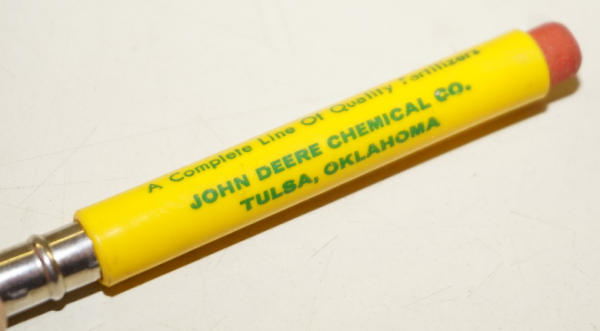 A Complete Line Of Quality Fertilizers
JOHN DEERE CHEMICAL CO.
TULSA, OKLAHOMA